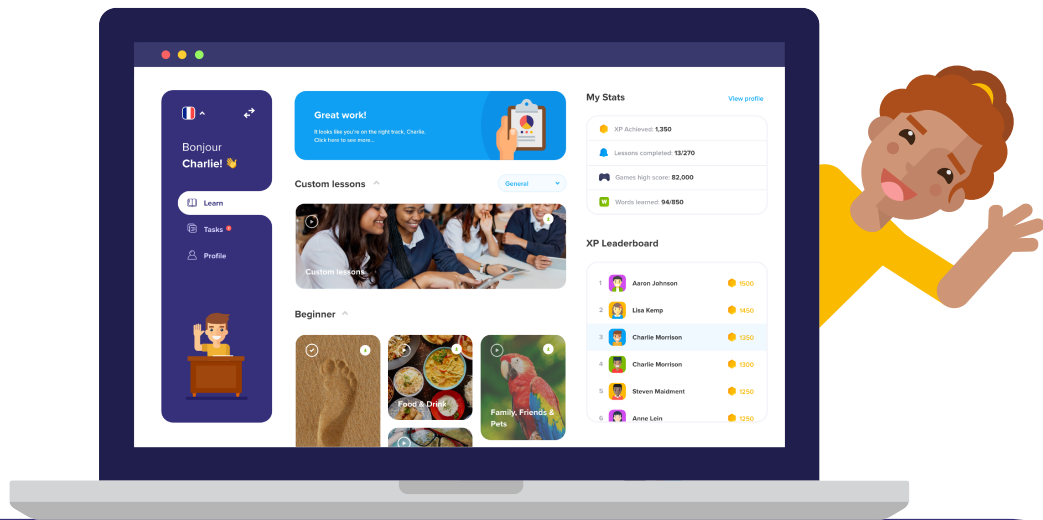 Bonjour
Charlie! 👋
Learn
Tasks
Profile
Great work!
It looks like you're on the right track, Charlie.
Click here to see more...
Custom lessons
General
Custom lessons
Beginner
Food & Drink
Family, Friends &
Pets
My Stats
View profile
XP Achieved: 1,350
Lessons completed: 13/270
Games high score: 82,000
W
Words learned: 94/850
XP Leaderboard
1 Aaron Johnson 1500
2 Lisa Kemp 1450
3 Charlie Morrison 1350
4 Charlie Morrison 1300
5 Steven Maidment 1250
6 Anne Lein 1250